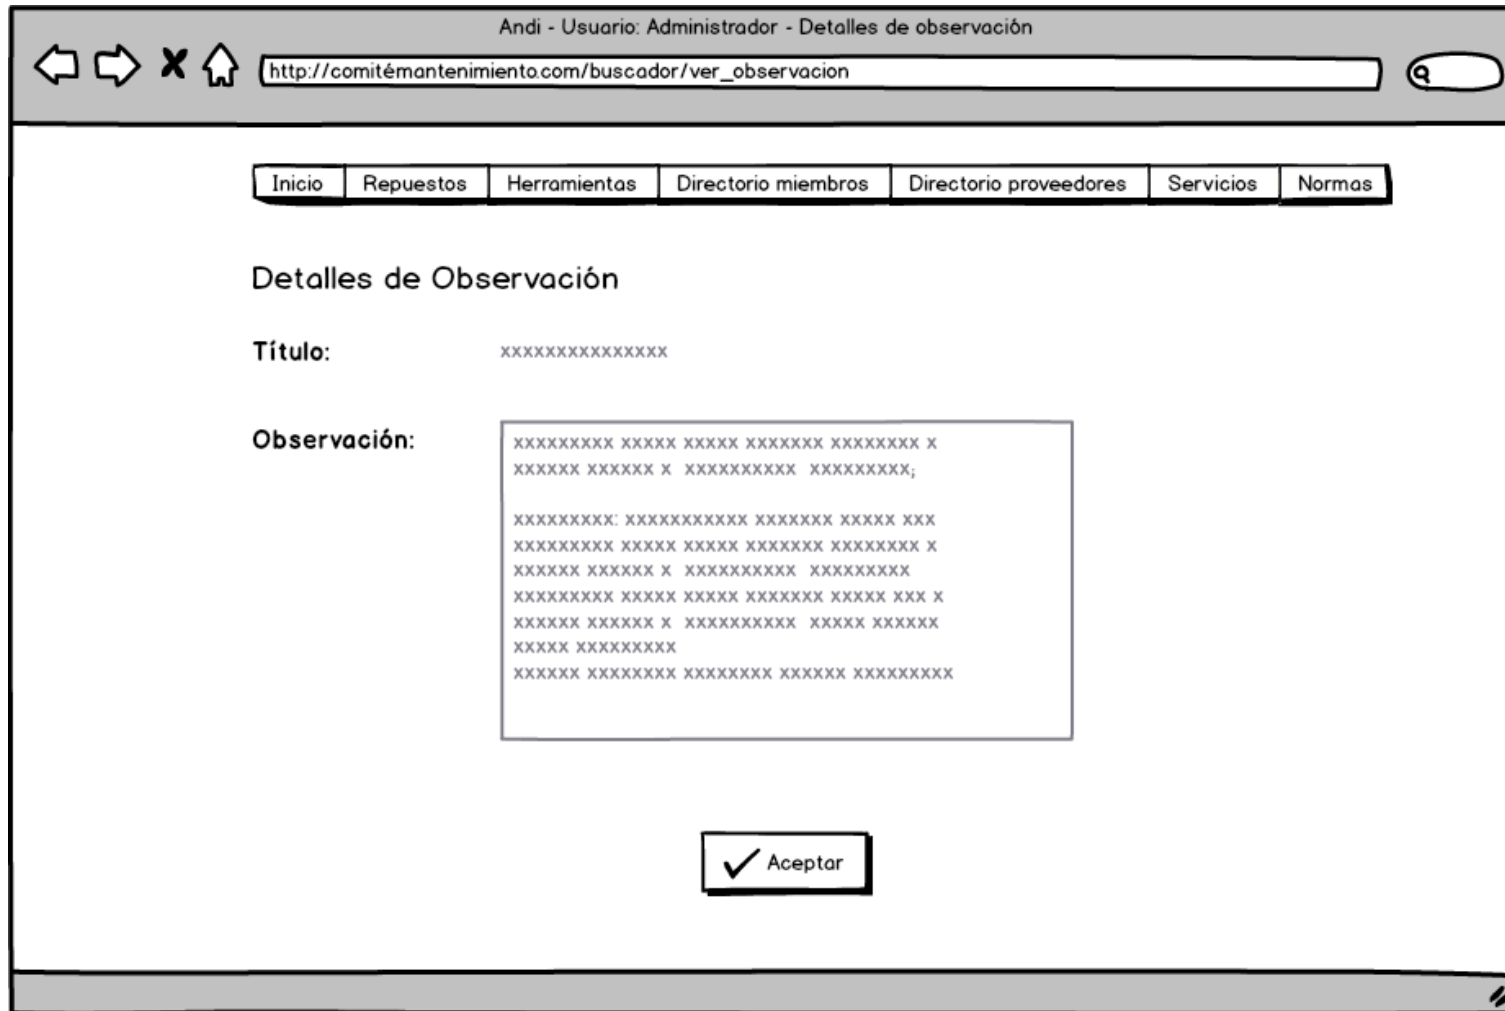 Andi - Usuario: Administrador - Detalles de observación
http://comitémantenimiento.com/buscador/ver_observacion
Inicio Repuestos Herramientas Directorio miembros Directorio proveedores Servicios Normas
Detalles de Observación
Título: xxxxxxxxxxxxxxx
Observación:
xxxxxxxxx xxxxx xxxxx xxxxxxx xxxxxxxx x
xxxxxx xxxxxx x xxxxxxxxxx xxxxxxxxx;
xxxxxxxxx: xxxxxxxxxxx xxxxxxx xxxxx xxx
xxxxxxxxx xxxxx xxxxx xxxxxxx xxxxxxxx x
xxxxxx xxxxxx x xxxxxxxxxx xxxxxxxxx
xxxxxxxxx xxxxx xxxxx xxxxxxx xxxxx xxx x
xxxxxx xxxxxx x xxxxxxxxxx xxxxx xxxxxx
xxxxx xxxxxxxxx
xxxxxx xxxxxxxx xxxxxxxx xxxxxx xxxxxxxxx
Aceptar